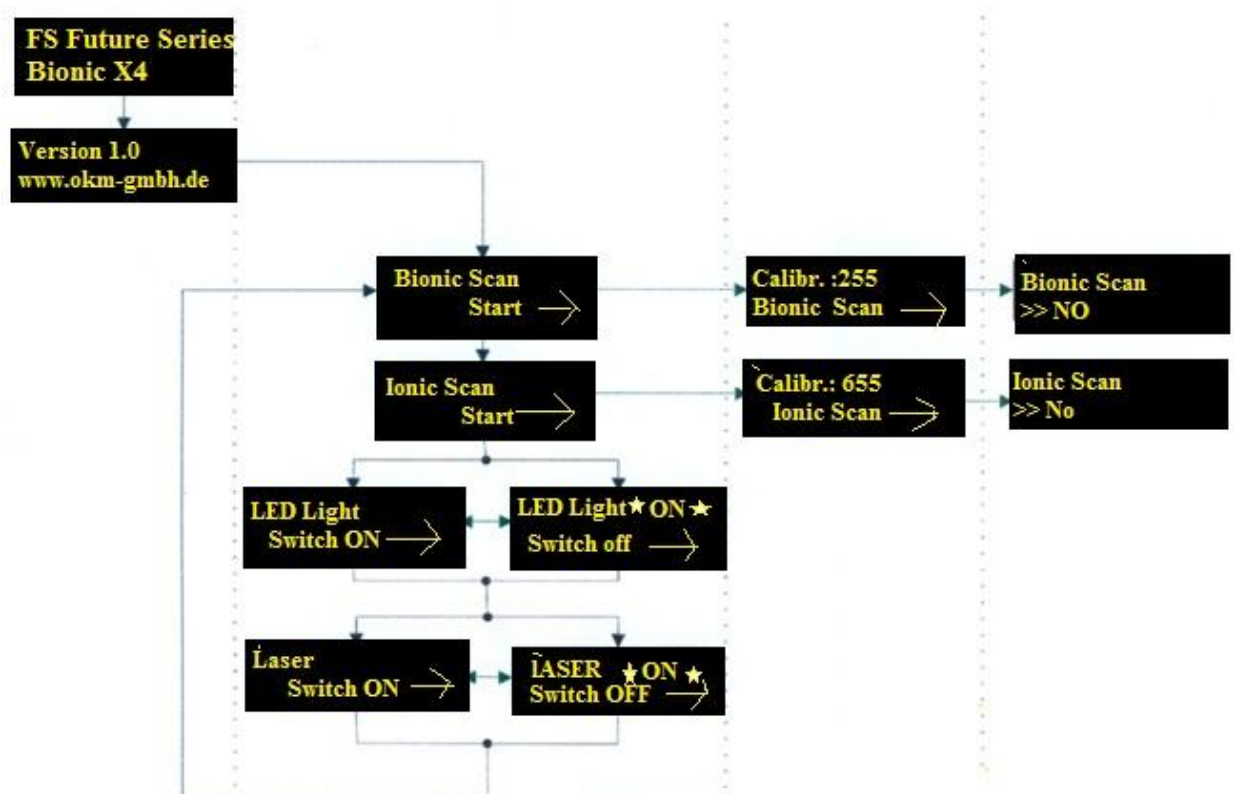 FS Future Series
Bionic X4
Version 1.0
www.okm-gmbh.de
Bionic Scan
Start
Calibr. :255
Bionic Scan
Bionic Scan
>> NO
Ionic Scan
Start
Calibr.: 655
Ionic Scan
Ionic Scan
>> No
LED Light
Switch ON
LED Light★ON★
Switch off
Laser
Switch ON
lASER ★ON★
Switch OFF